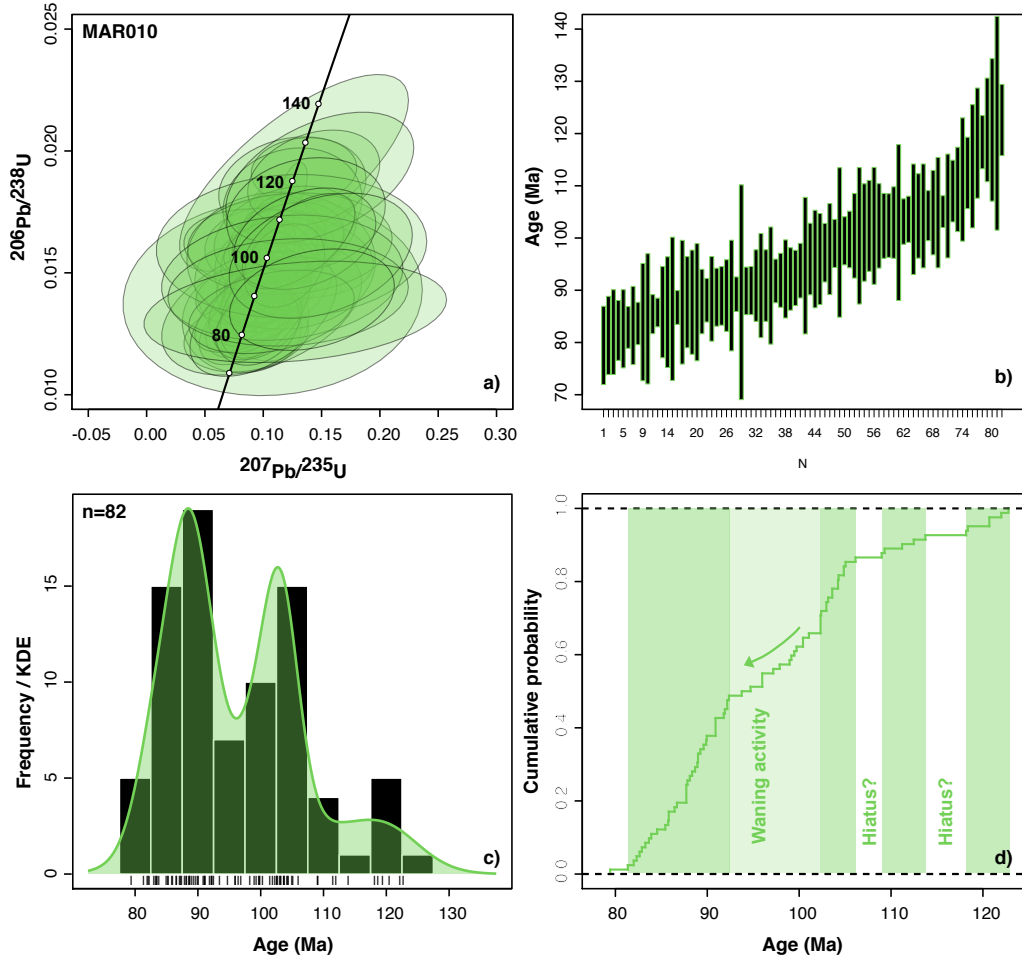 MAR010
0.025
0.020
0.015
0.010
206Pb/238U
140
120
100
80
a)
-0.05 0.00 0.05 0.10 0.15 0.20 0.25 0.30
207Pb/235U
140
130
120
110
100
90
80
70
Age (Ma)
b)
1 5 9 14 20 26 32 38 44 50 56 62 68 74 80
N
n=82
15
10
5
0
Frequency / KDE
c)
80 90 100 110 120 130
Age (Ma)
1.0
0.8
0.6
0.4
0.2
0.0
Cumulative probability
Waning activity
Hiatus?
Hiatus?
d)
80 90 100 110 120
Age (Ma)